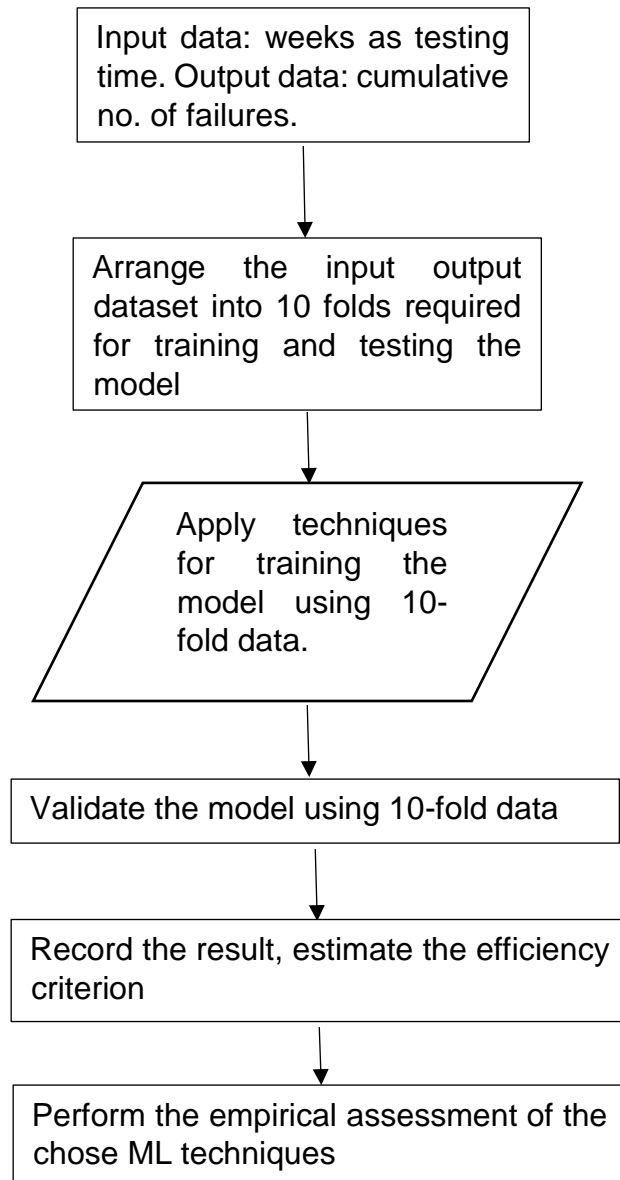 Input data: weeks as testing
time. Output data: cumulative
no. of failures.
Arrange the input output
dataset into 10 folds required
for training and testing the
model
Apply techniques
for training the
model using 10-
fold data.
Validate the model using 10-fold data
Record the result, estimate the efficiency
criterion
Perform the empirical assessment of the
chose ML techniques